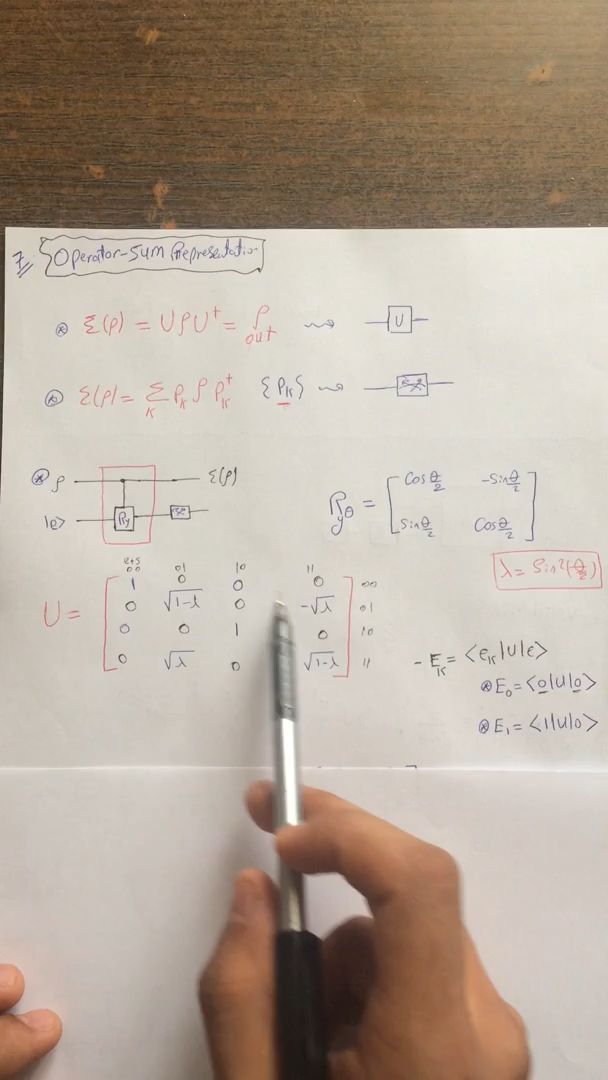 7. Operator-Sum Representation
⊛ Ɛ(ρ) = UρU† = ρ_out ⇝ U
⊛ Ɛ(ρ) = Σ_K P_K ρ P_K† {P_K} ⇝
⊛ ρ Ɛ(ρ)
|e> Ry
R_yθ = [ Cos θ/2 -Sin θ/2
Sin θ/2 Cos θ/2 ]
λ = Sin²(θ/2)
e+s
00 01 10 11
U = [ 1 0 0 0 ] 00
0 √1-λ 0 -√λ 01
0 0 1 0 10
0 √λ 0 √1-λ 11
- E_K = <e_K|U|e>
⊛ E_0 = <0|U|0>
⊛ E_1 = <1|U|0>